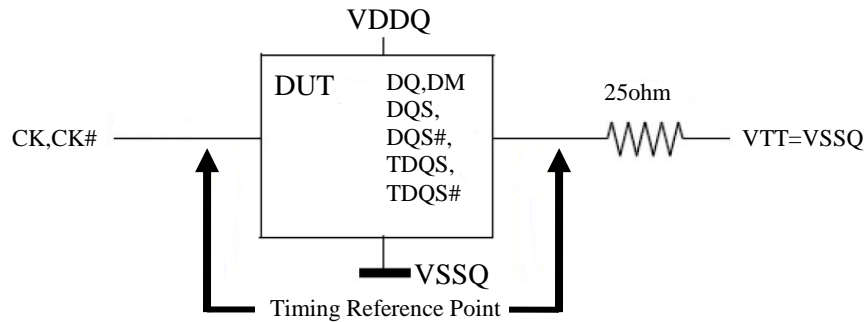 VDDQ
DUT
DQ,DM
DQS,
DQS#,
TDQS,
TDQS#
25ohm
CK,CK#
VTT=VSSQ
VSSQ
Timing Reference Point